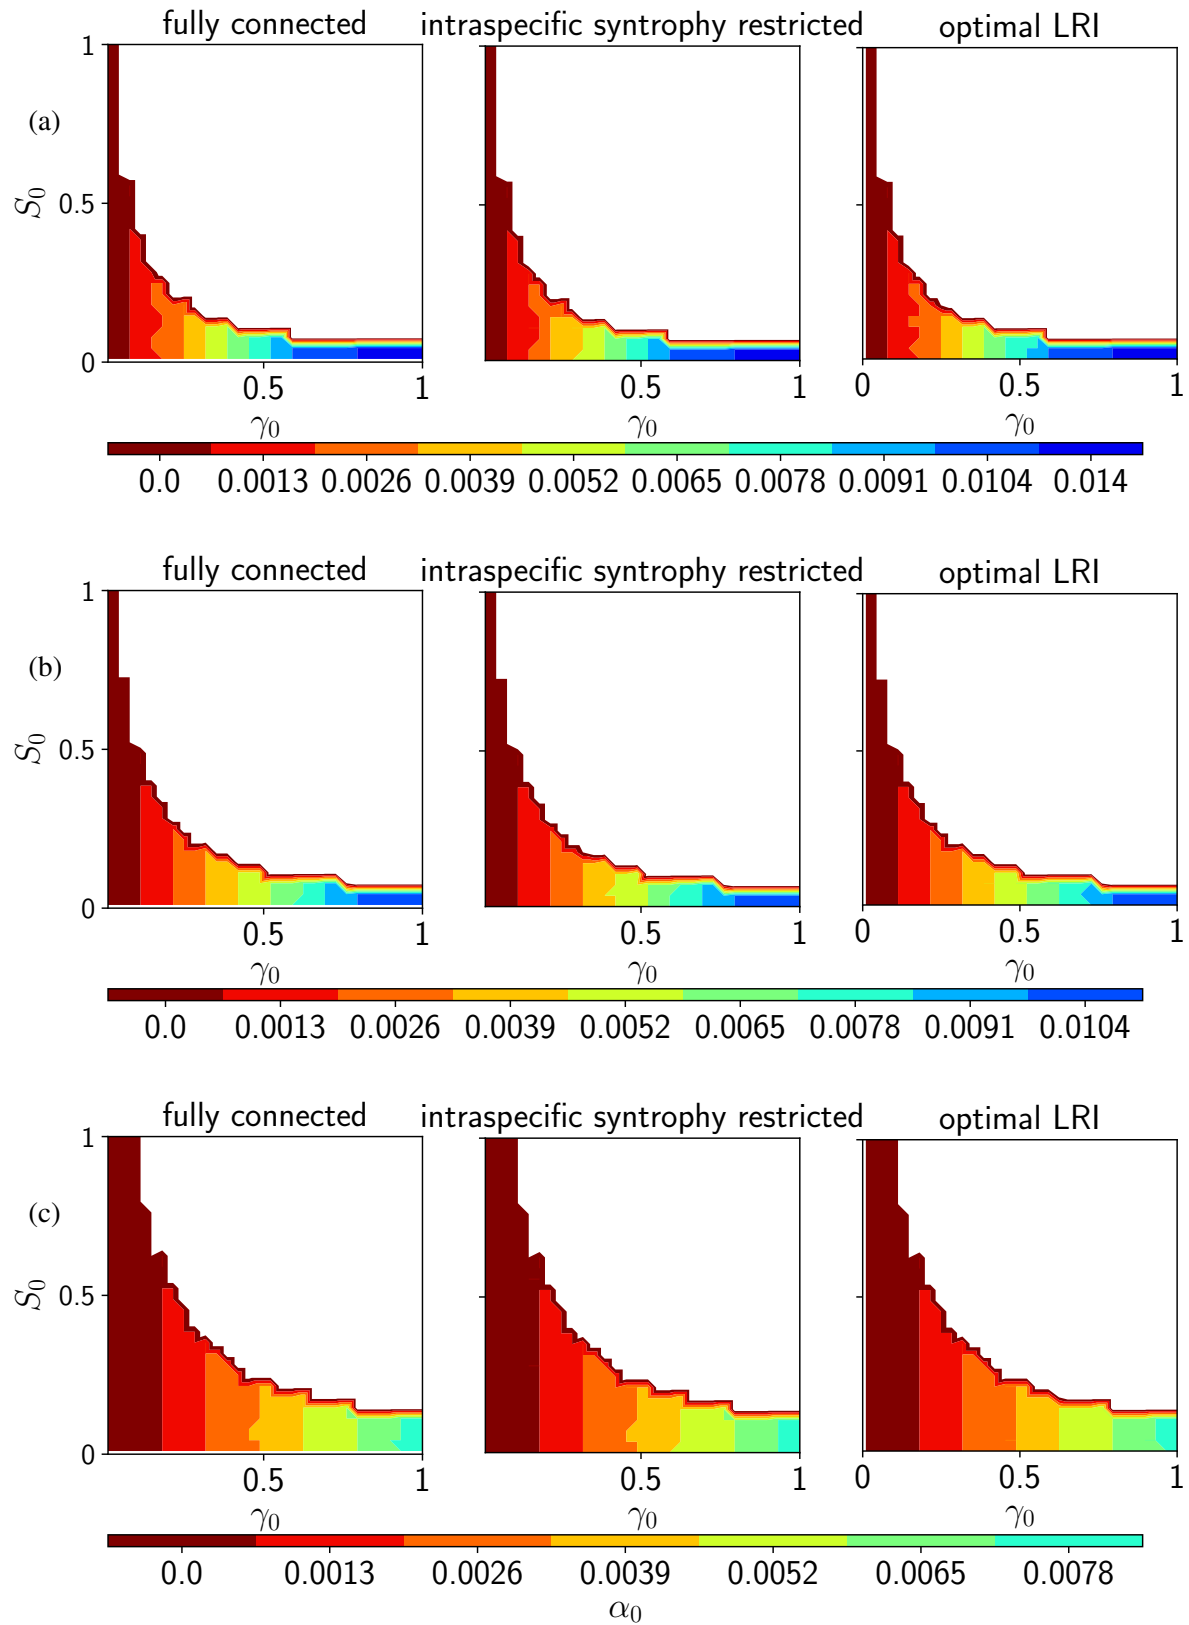 fully connected intraspecific syntrophy restricted optimal LRI
(a)
1
S₀ 0.5
0
0.5 1 0.5 1 0 0.5 1
γ₀ γ₀ γ₀
0.0 0.0013 0.0026 0.0039 0.0052 0.0065 0.0078 0.0091 0.0104 0.014
fully connected intraspecific syntrophy restricted optimal LRI
1
(b)
S₀ 0.5
0
0.5 1 0.5 1 0 0.5 1
γ₀ γ₀ γ₀
0.0 0.0013 0.0026 0.0039 0.0052 0.0065 0.0078 0.0091 0.0104
fully connected intraspecific syntrophy restricted optimal LRI
1
(c)
S₀ 0.5
0
0.5 1 0.5 1 0 0.5 1
γ₀ γ₀ γ₀
0.0 0.0013 0.0026 0.0039 0.0052 0.0065 0.0078
α₀